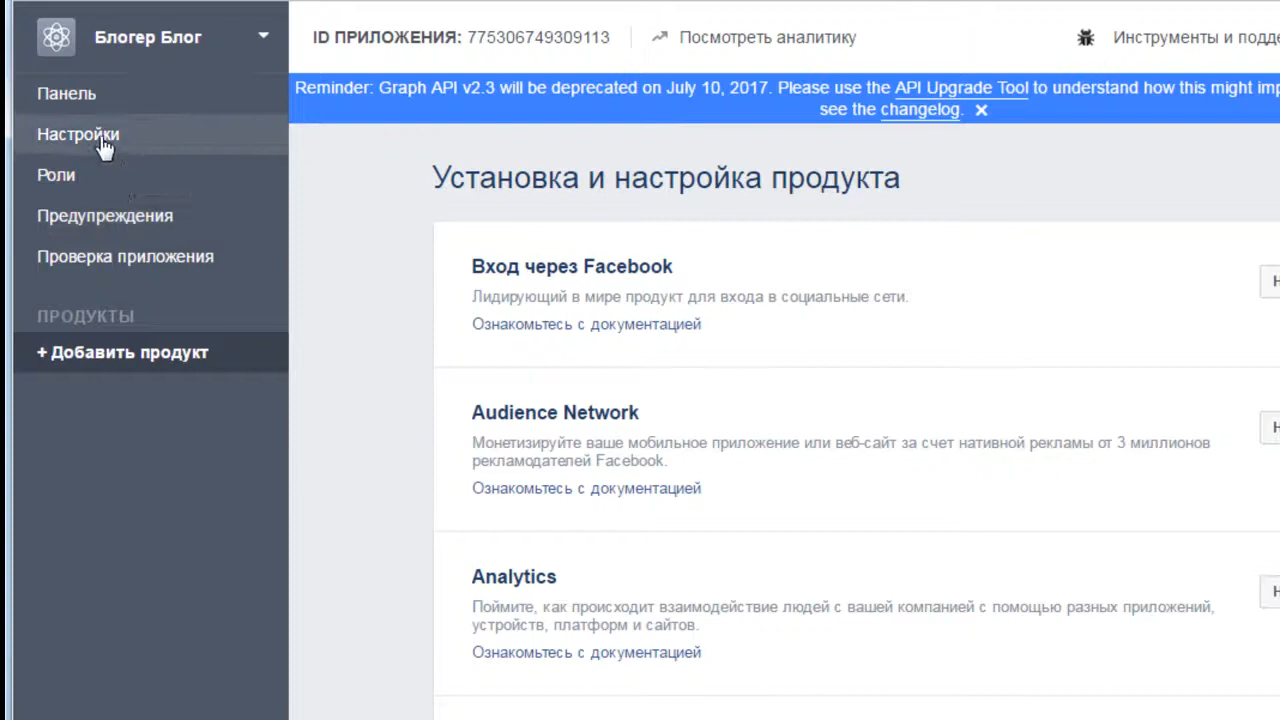 Блогер Блог
ID ПРИЛОЖЕНИЯ: 775306749309113
Посмотреть аналитику
Инструменты и
Панель
Настройки
Роли
Предупреждения
Проверка приложения
ПРОДУКТЫ
+ Добавить продукт
Reminder: Graph API v2.3 will be deprecated on July 10, 2017. Please use the API Upgrade Tool to understand how this might
see the changelog. ×
Установка и настройка продукта
Вход через Facebook
Лидирующий в мире продукт для входа в социальные сети.
Ознакомьтесь с документацией
Audience Network
Монетизируйте ваше мобильное приложение или веб-сайт за счет нативной рекламы от 3 миллионов
рекламодателей Facebook.
Ознакомьтесь с документацией
Analytics
Поймите, как происходит взаимодействие людей с вашей компанией с помощью разных приложений,
устройств, платформ и сайтов.
Ознакомьтесь с документацией